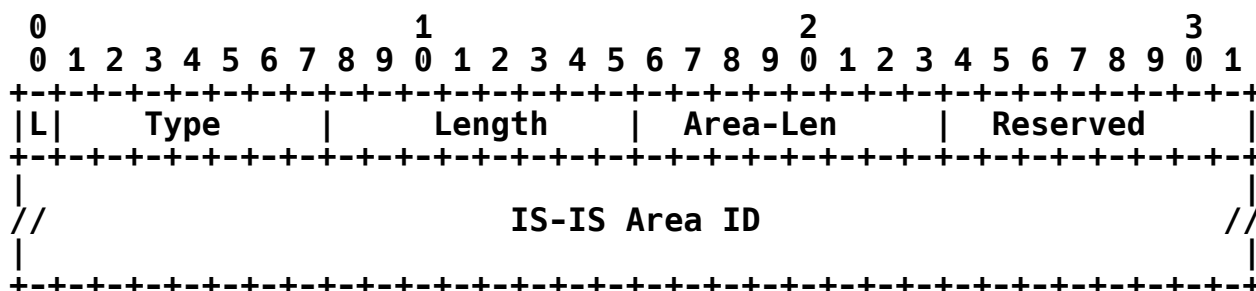 0                   1                   2                   3
 0 1 2 3 4 5 6 7 8 9 0 1 2 3 4 5 6 7 8 9 0 1 2 3 4 5 6 7 8 9 0 1
+-+-+-+-+-+-+-+-+-+-+-+-+-+-+-+-+-+-+-+-+-+-+-+-+-+-+-+-+-+-+-+-+
|L|    Type     |     Length    |  Area-Len     |  Reserved     |
+-+-+-+-+-+-+-+-+-+-+-+-+-+-+-+-+-+-+-+-+-+-+-+-+-+-+-+-+-+-+-+-+
|                                                               |
//                        IS-IS Area ID                        //
|                                                               |
+-+-+-+-+-+-+-+-+-+-+-+-+-+-+-+-+-+-+-+-+-+-+-+-+-+-+-+-+-+-+-+-+